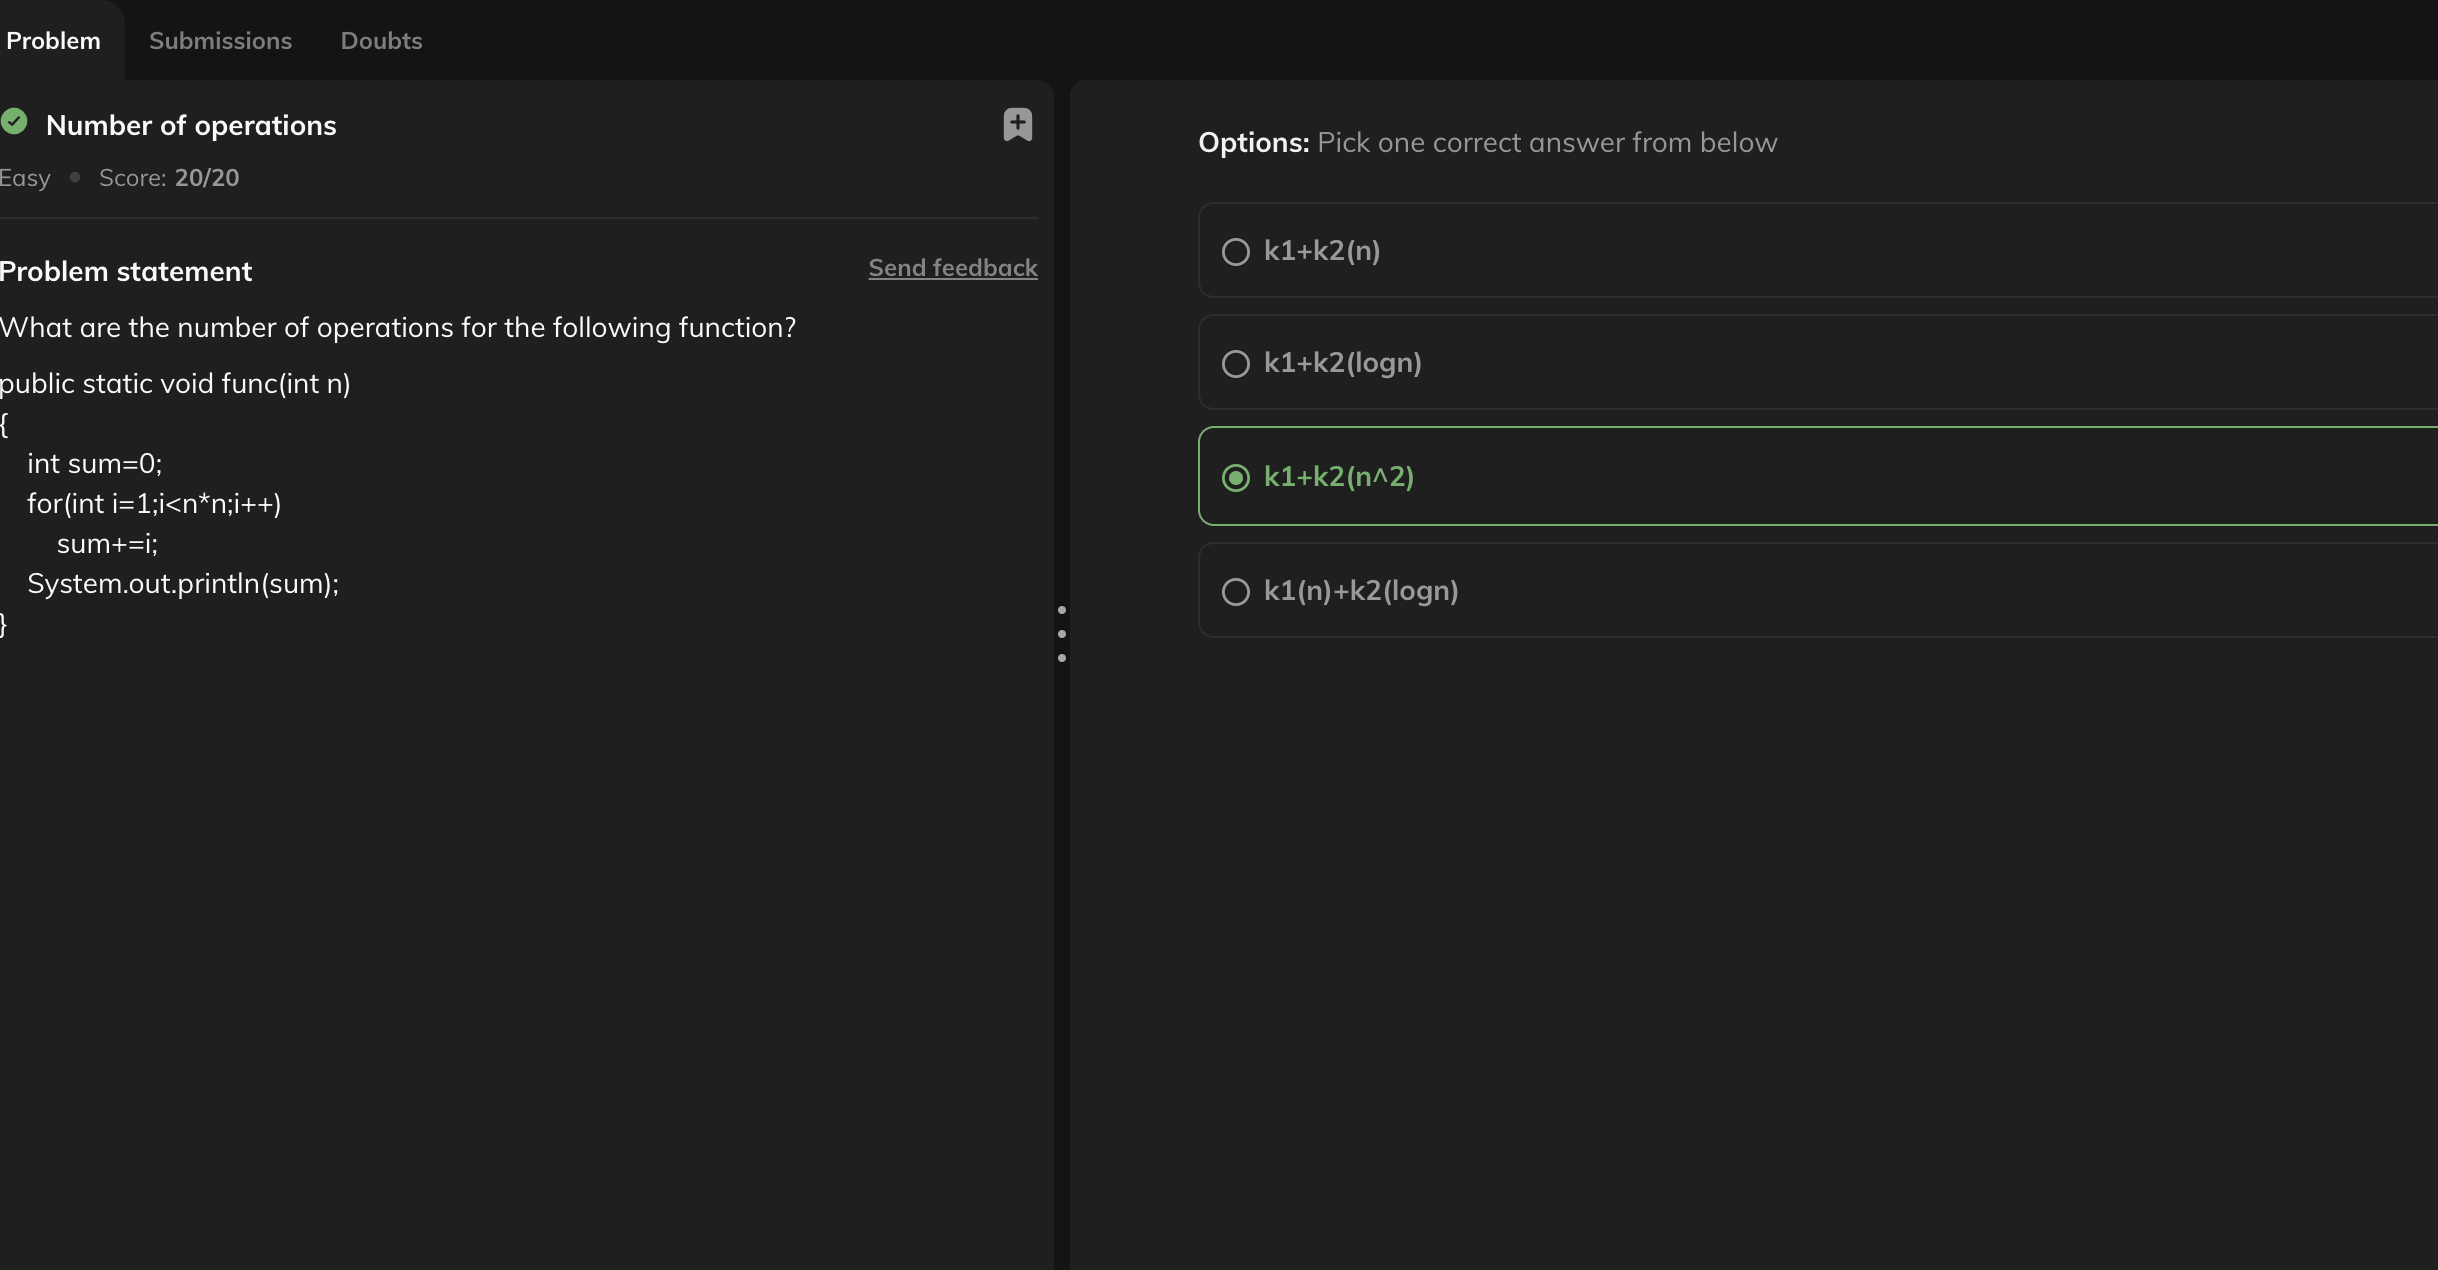 Problem
Submissions
Doubts
Number of operations
Easy
Score: 20/20
Problem statement
Send feedback
What are the number of operations for the following function?
public static void func(int n)
{
int sum=0;
for(int i=1;i<n*n;i++)
sum+=i;
System.out.println(sum);
}
Options: Pick one correct answer from below
k1+k2(n)
k1+k2(logn)
k1+k2(n^2)
k1(n)+k2(logn)